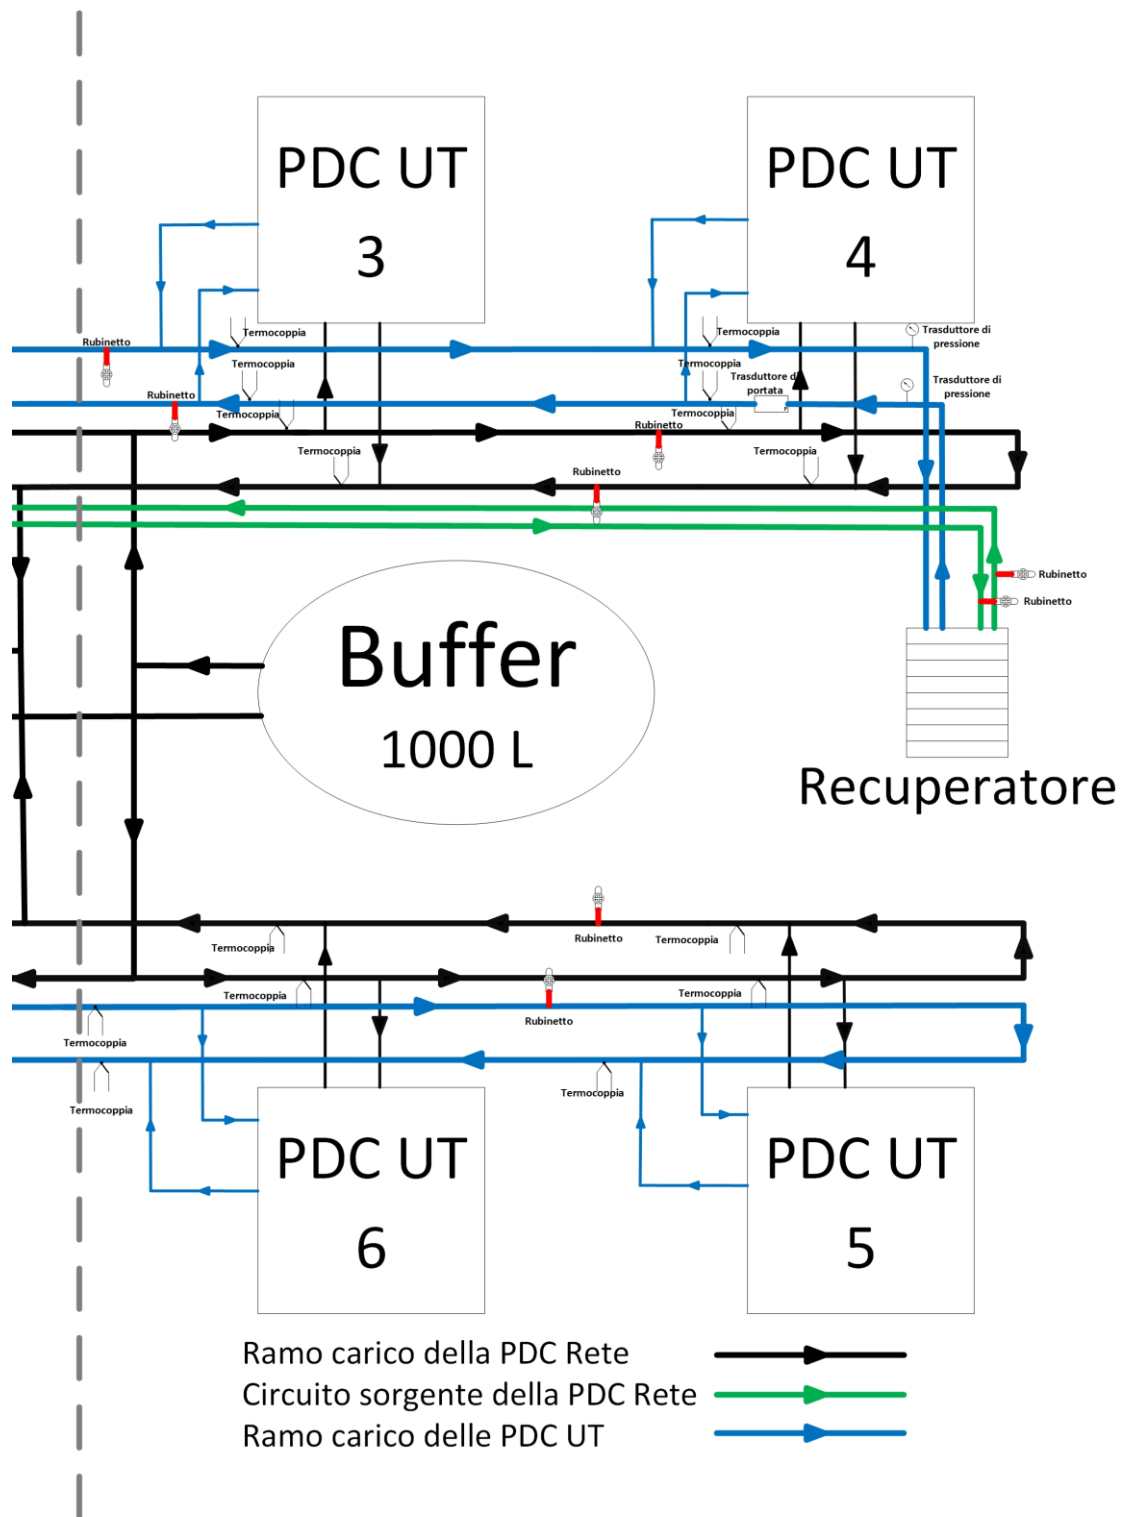 PDC UT
3
PDC UT
4
Termocoppia
Termocoppia
Trasduttore di
pressione
Rubinetto
Termocoppia
Termocoppia
Trasduttore di
portata
Trasduttore di
pressione
Rubinetto
Termocoppia
Termocoppia
Rubinetto
Termocoppia
Termocoppia
Rubinetto
Rubinetto
Rubinetto
Buffer
1000 L
Recuperatore
Rubinetto
Termocoppia
Termocoppia
Termocoppia
Termocoppia
Rubinetto
Termocoppia
Termocoppia
Termocoppia
PDC UT
6
PDC UT
5
Ramo carico della PDC Rete
Circuito sorgente della PDC Rete
Ramo carico delle PDC UT